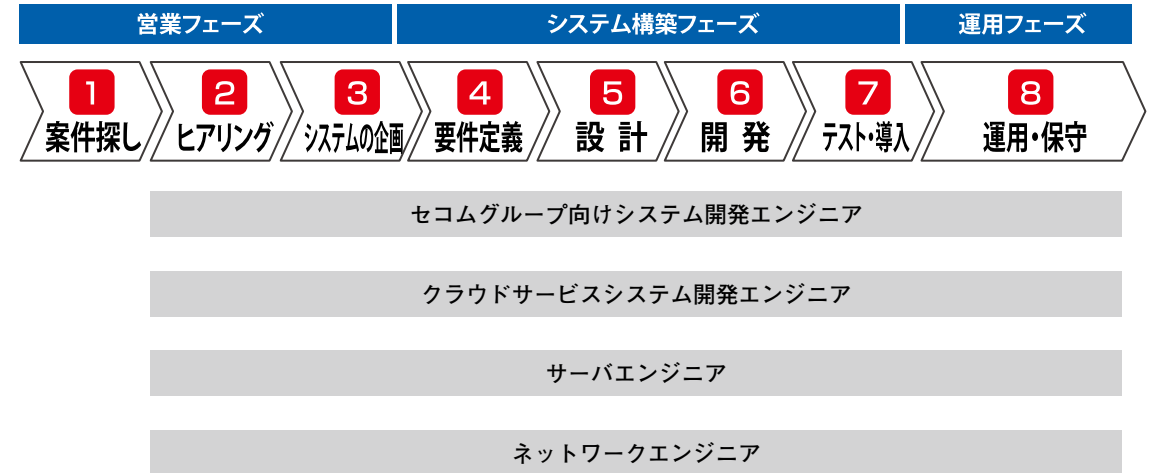 営業フェーズ
システム構築フェーズ
運用フェーズ
1
案件探し
2
ヒアリング
3
システムの企画
4
要件定義
5
設計
6
開発
7
テスト・導入
8
運用・保守
セコムグループ向けシステム開発エンジニア
クラウドサービスシステム開発エンジニア
サーバエンジニア
ネットワークエンジニア